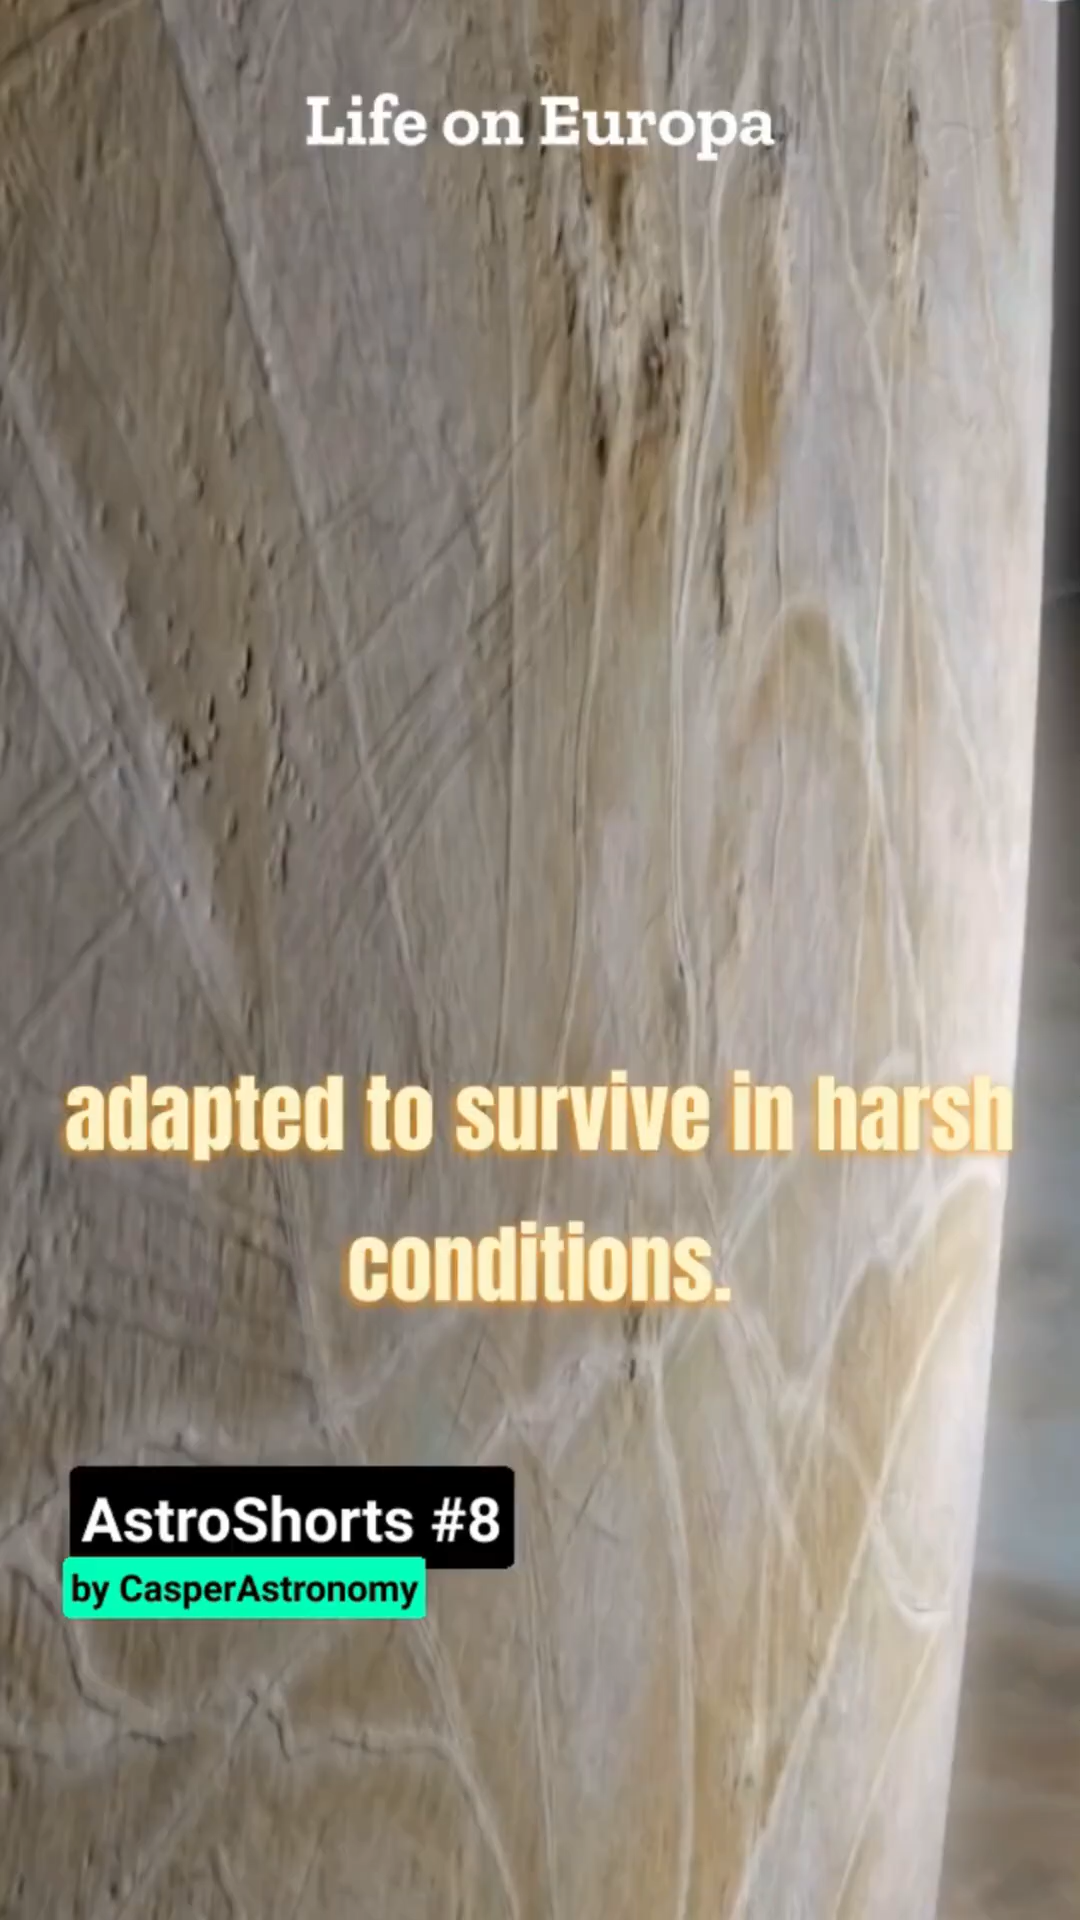 Life on Europa
adapted to survive in harsh
conditions.
AstroShorts #8
by CasperAstronomy